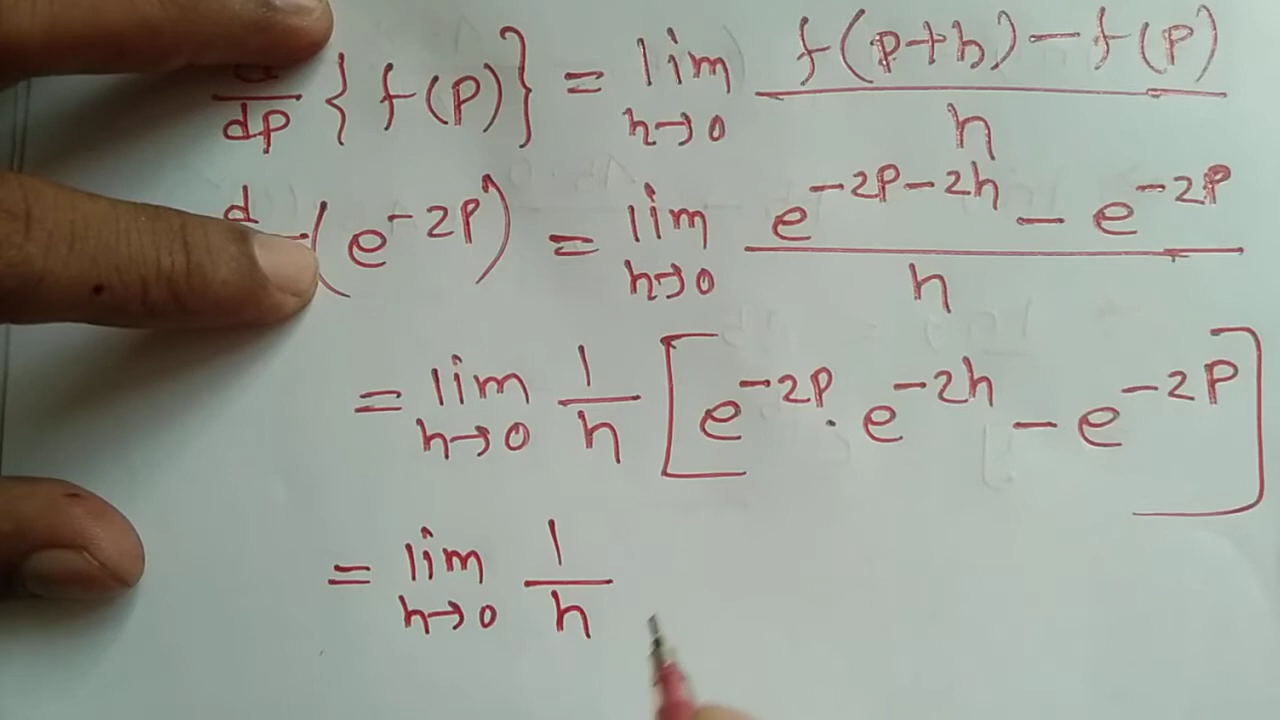 d/dp { f(p) } = lim h→0 (f(p+h) - f(p))/h
d (e^-2p) = lim h→0 (e^-2p-2h - e^-2p)/h
= lim h→0 1/h [e^-2p . e^-2h - e^-2p]
= lim h→0 1/h